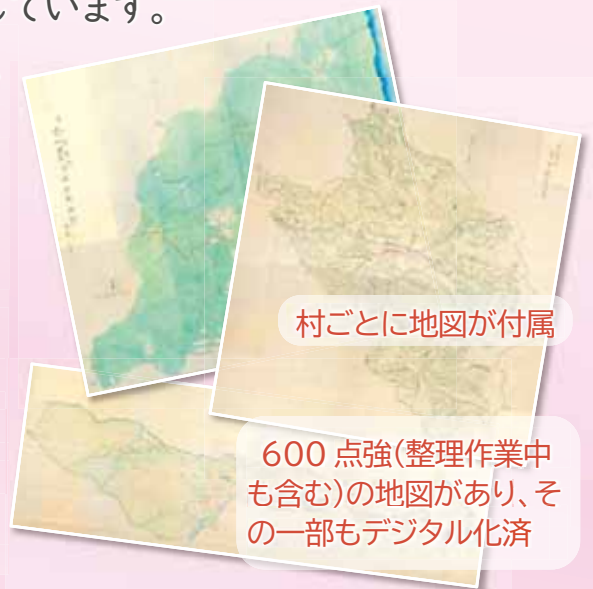 しています。
村ごとに地図が付属
600 点強(整理作業中
も含む)の地図があり、そ
の一部もデジタル化済